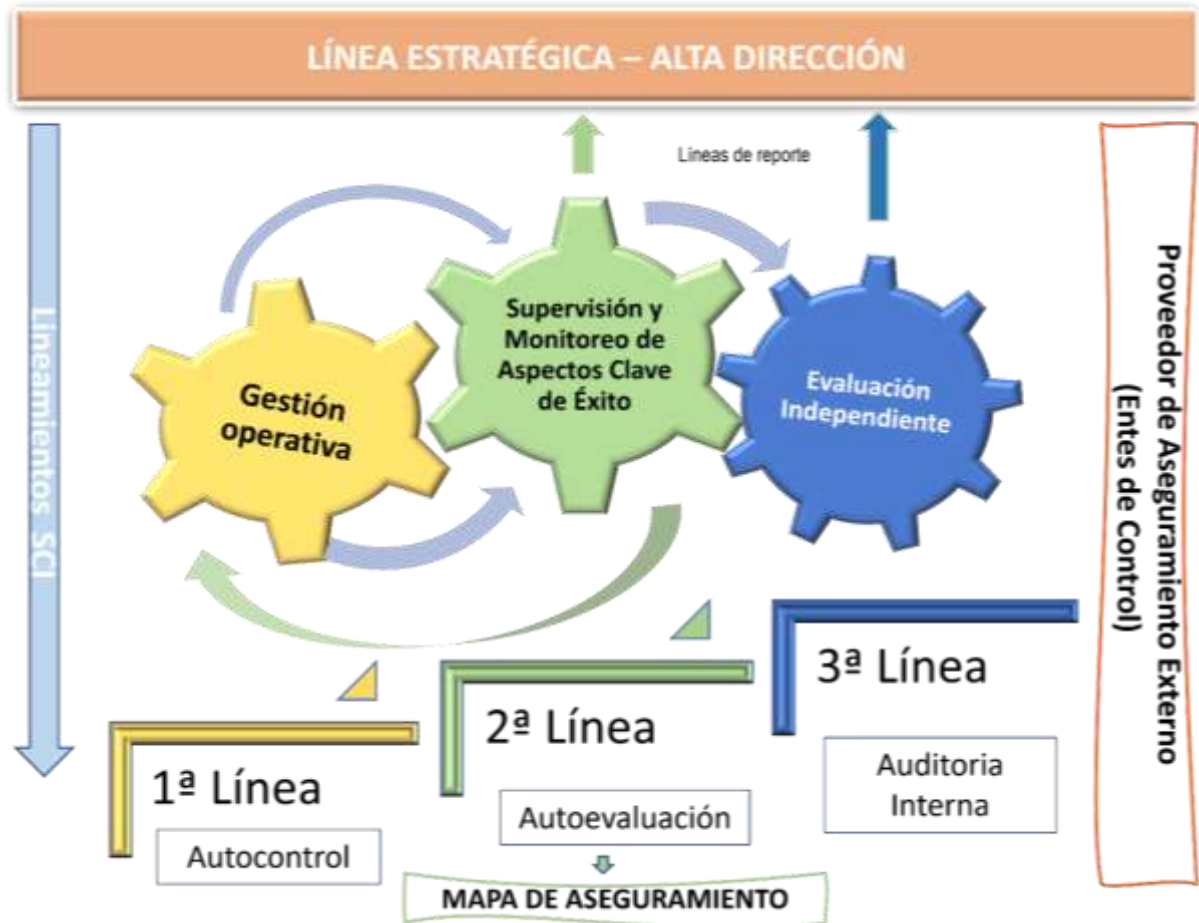 LÍNEA ESTRATÉGICA – ALTA DIRECCIÓN
Lineas de reporte
Lineamientos SCI
Gestión
operativa
Supervisión y
Monitoreo de
Aspectos Clave
de Éxito
Evaluación
Independiente
Proveedor de Aseguramiento Externo
(Entes de Control)
1ª Línea
Autocontrol
2ª Línea
Autoevaluación
3ª Línea
Auditoria
Interna
MAPA DE ASEGURAMIENTO